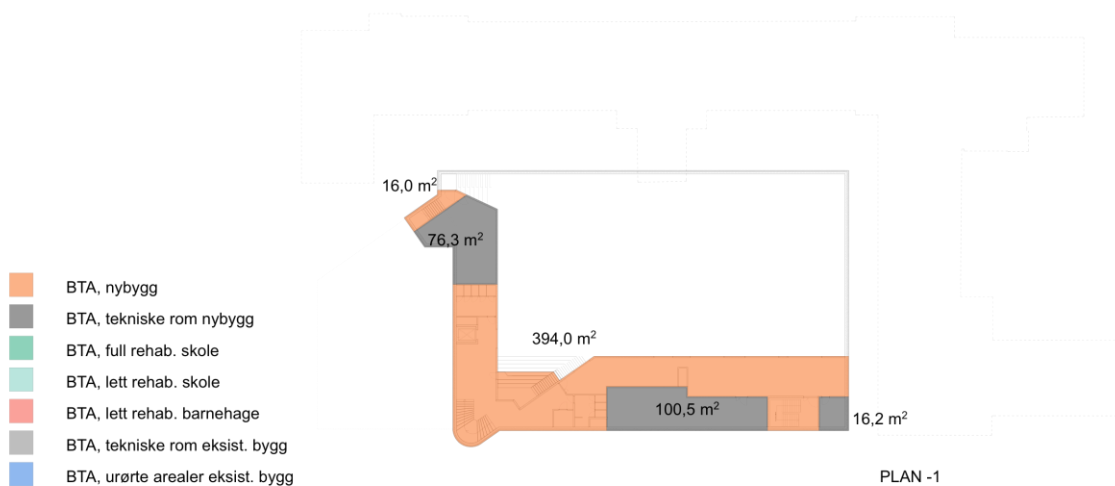 16,0 m²
76,3 m²
394,0 m²
100,5 m²
16,2 m²
BTA, nybygg
BTA, tekniske rom nybygg
BTA, full rehab. skole
BTA, lett rehab. skole
BTA, lett rehab. barnehage
BTA, tekniske rom eksist. bygg
BTA, urørte arealer eksist. bygg
PLAN -1